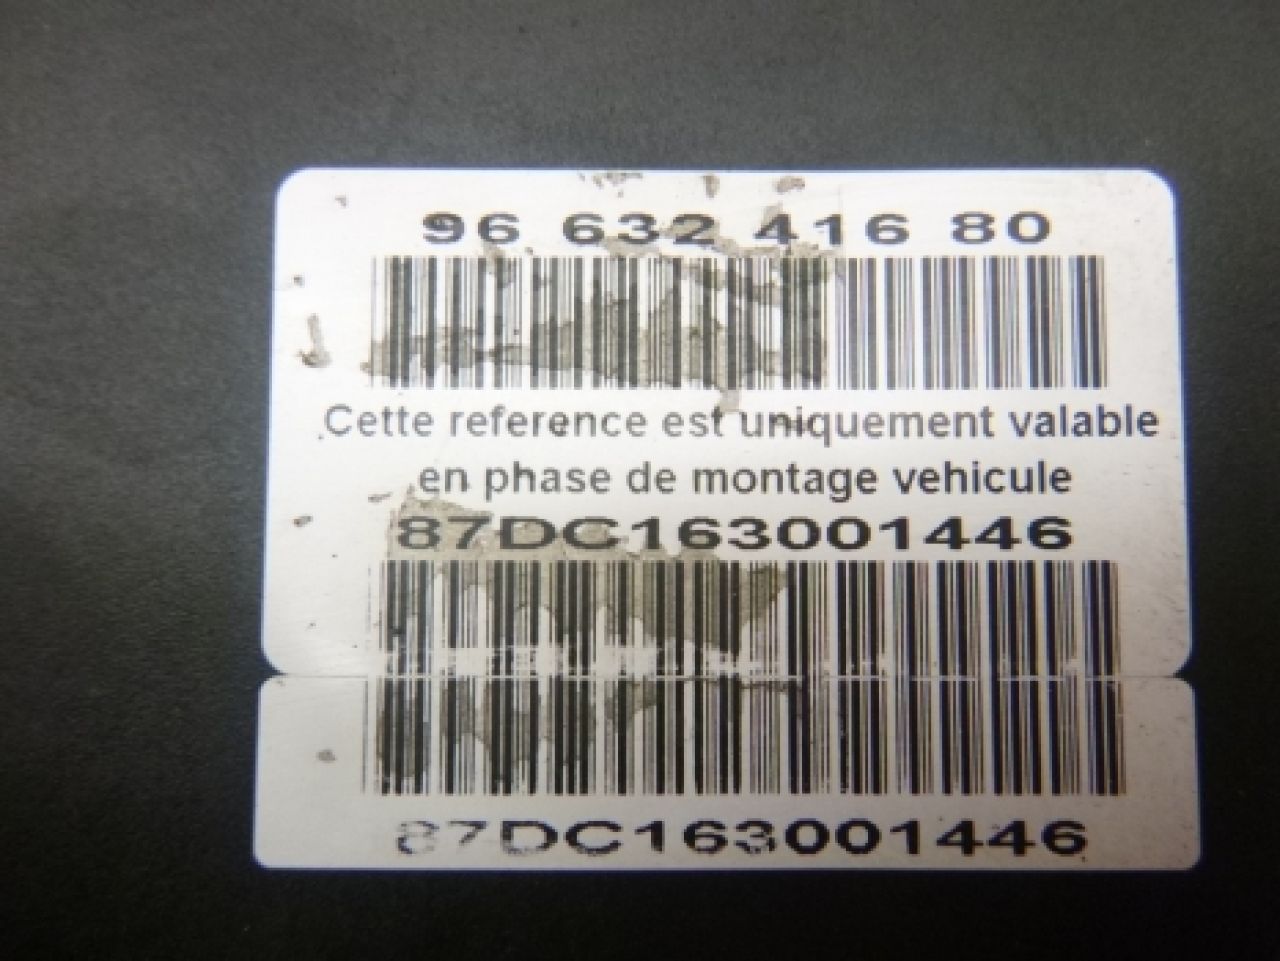 96 632 416 80
Cette reference est uniquement valable
en phase de montage vehicule
87DC163001446
87DC163001446